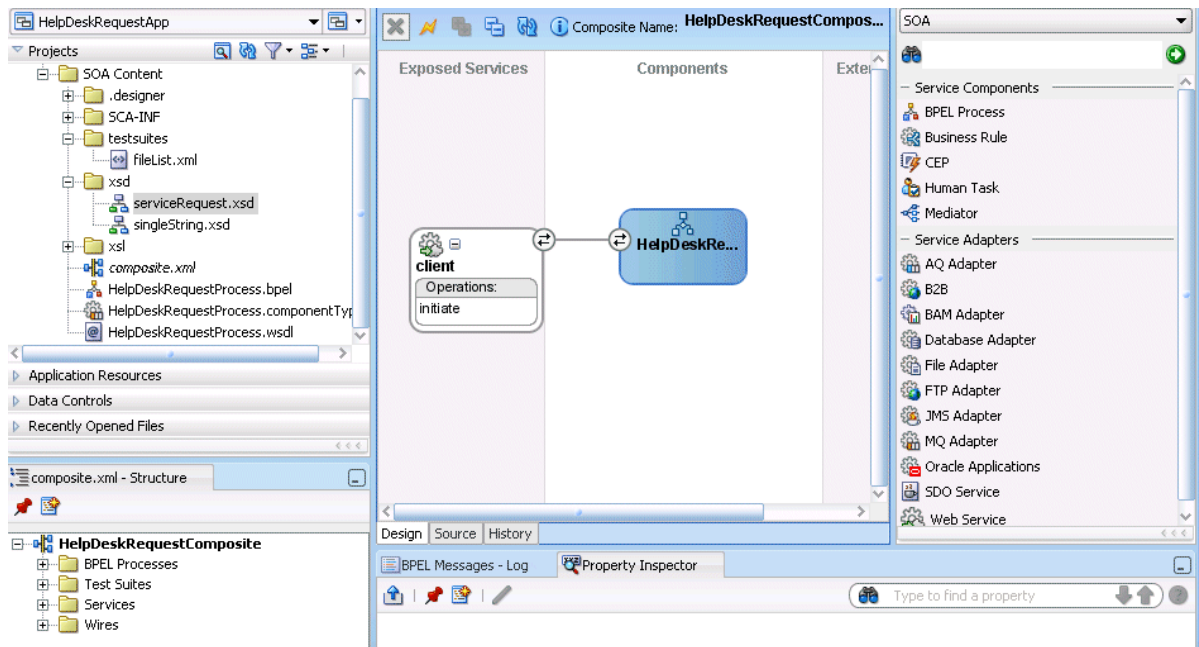 HelpDeskRequestApp
Projects
SOA Content
.designer
SCA-INF
testsuites
fileList.xml
xsd
serviceRequest.xsd
singleString.xsd
xsl
composite.xml
HelpDeskRequestProcess.bpel
HelpDeskRequestProcess.componentTyp
HelpDeskRequestProcess.wsdl
Application Resources
Data Controls
Recently Opened Files
composite.xml - Structure
HelpDeskRequestComposite
BPEL Processes
Test Suites
Services
Wires
Composite Name: HelpDeskRequestCompos...
Exposed Services Components Exter
client
Operations:
initiate
HelpDeskRe...
Design Source History
BPEL Messages - Log Property Inspector
Type to find a property
SOA
Service Components
BPEL Process
Business Rule
CEP
Human Task
Mediator
Service Adapters
AQ Adapter
B2B
BAM Adapter
Database Adapter
File Adapter
FTP Adapter
JMS Adapter
MQ Adapter
Oracle Applications
SDO Service
Web Service